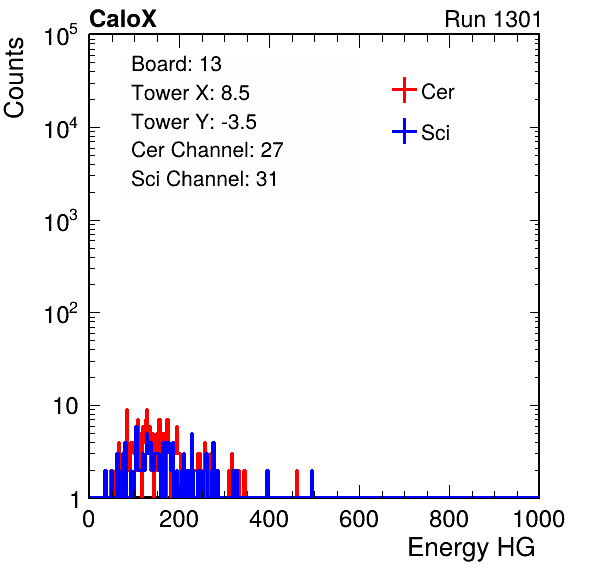 CaloX Run 1301
Counts
10^5
10^4
10^3
10^2
10
1
Board: 13
Tower X: 8.5
Tower Y: -3.5
Cer Channel: 27
Sci Channel: 31
Cer
Sci
0 200 400 600 800 1000
Energy HG